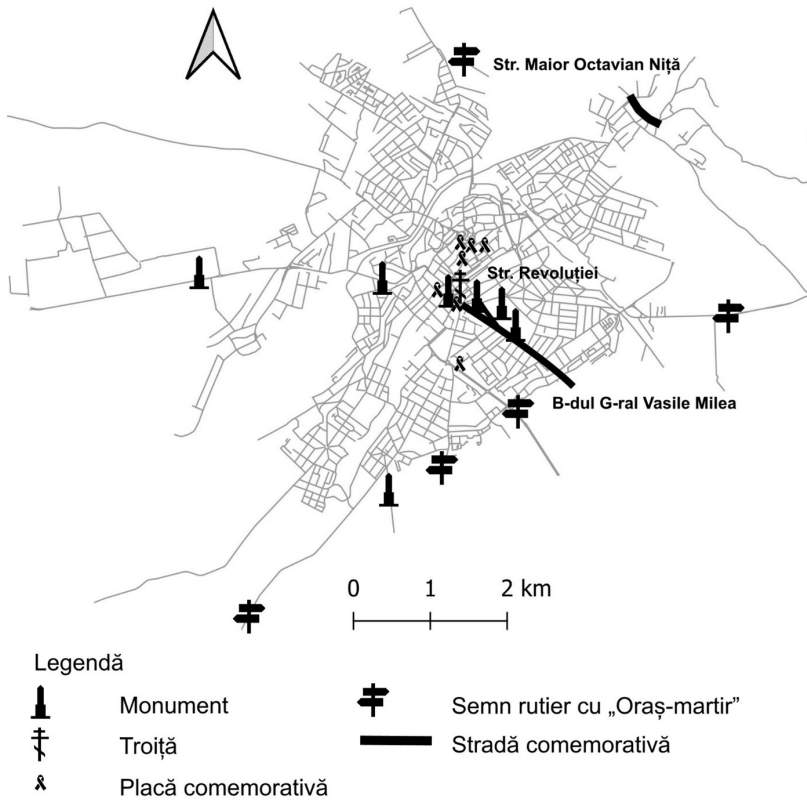 Str. Maior Octavian Niță
Str. Revoluției
B-dul G-ral Vasile Milea
0 1 2 km
Legendă
Monument
Semn rutier cu „Oraș-martir”
Troiță
Stradă comemorativă
Placă comemorativă